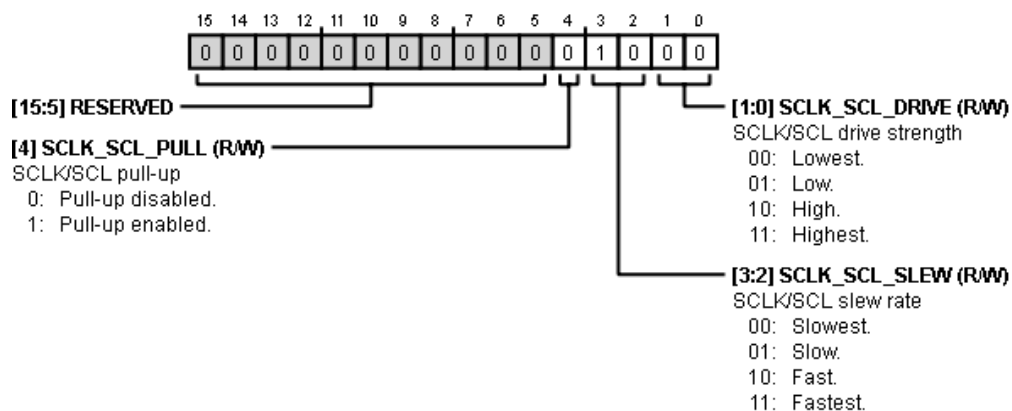 15 14 13 12 11 10 9 8 7 6 5 4 3 2 1 0
0 0 0 0 0 0 0 0 0 0 0 0 1 0 0 0
[15:5] RESERVED
[4] SCLK_SCL_PULL (R/W)
SCLK/SCL pull-up
0: Pull-up disabled.
1: Pull-up enabled.
[1:0] SCLK_SCL_DRIVE (R/W)
SCLK/SCL drive strength
00: Lowest.
01: Low.
10: High.
11: Highest.
[3:2] SCLK_SCL_SLEW (R/W)
SCLK/SCL slew rate
00: Slowest.
01: Slow.
10: Fast.
11: Fastest.